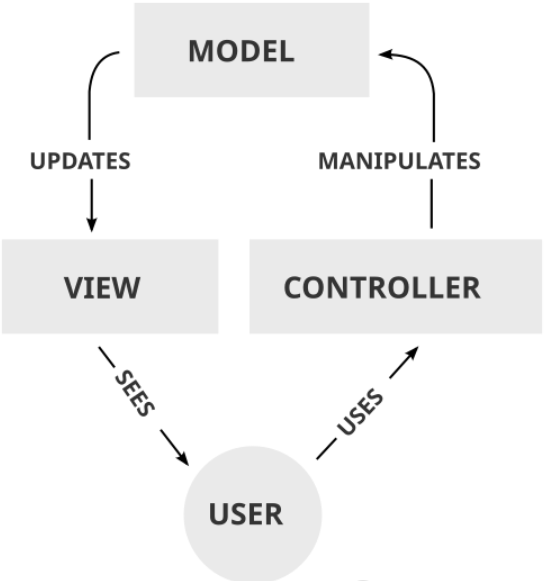 MODEL
UPDATES
MANIPULATES
VIEW
CONTROLLER
SEES
USES
USER